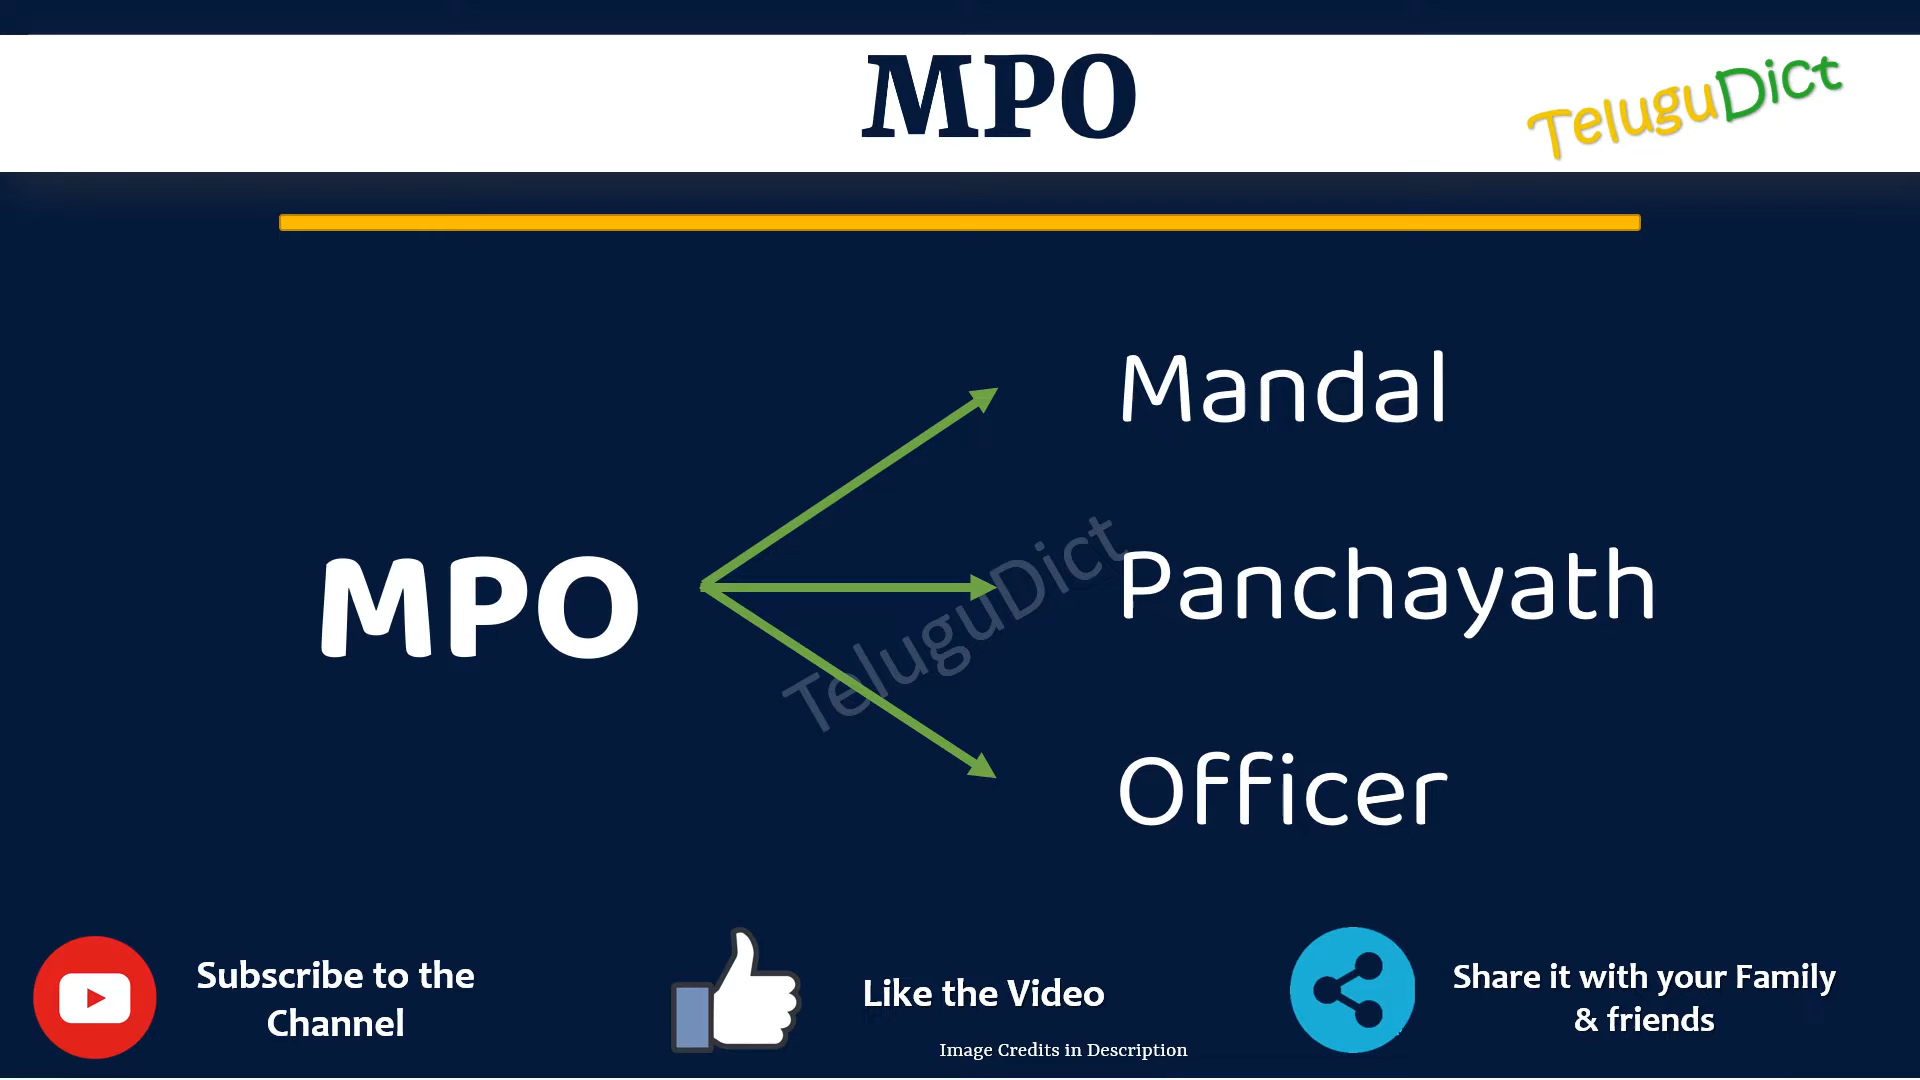 MPO
TeluguDict
Mandal
MPO
Panchayath
TeluguDict
Officer
Subscribe to the
Channel
Like the Video
Share it with your Family
& friends
Image Credits in Description